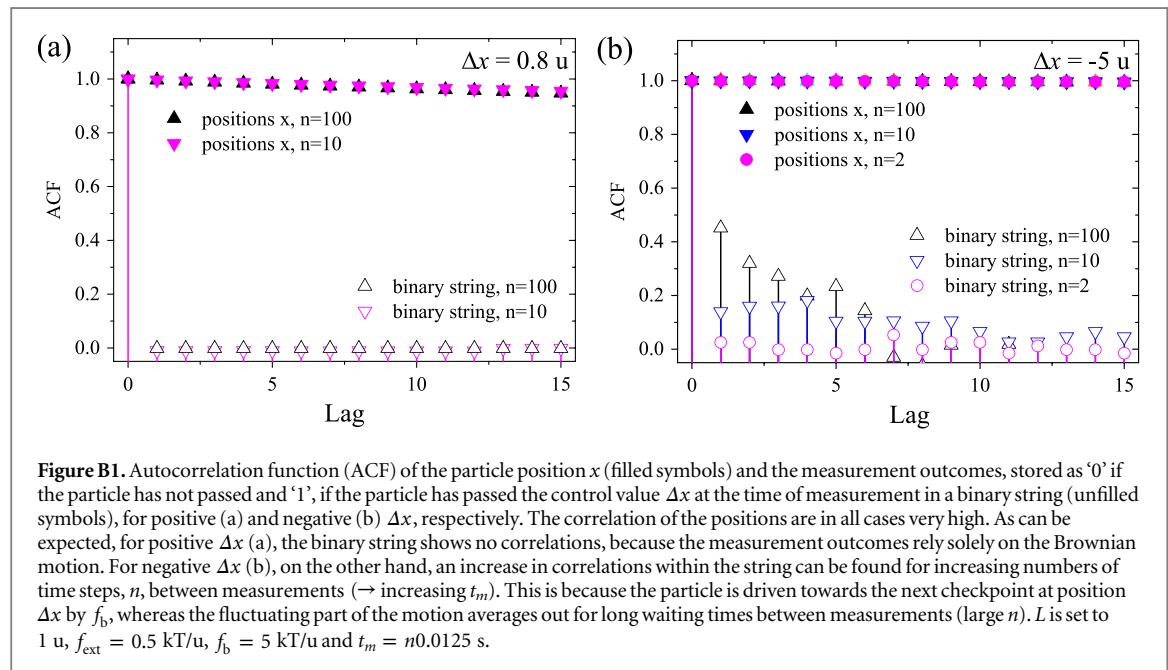 (a)
Δx = 0.8 u
1.0
0.8
0.6
0.4
0.2
0.0
ACF
positions x, n=100
positions x, n=10
binary string, n=100
binary string, n=10
0
5
10
15
Lag
(b)
Δx = -5 u
1.0
0.8
0.6
0.4
0.2
0.0
ACF
positions x, n=100
positions x, n=10
positions x, n=2
binary string, n=100
binary string, n=10
binary string, n=2
0
5
10
15
Lag
Figure B1. Autocorrelation function (ACF) of the particle position x (filled symbols) and the measurement outcomes, stored as ‘0’ if
the particle has not passed and ‘1’, if the particle has passed the control value Δx at the time of measurement in a binary string (unfilled
symbols), for positive (a) and negative (b) Δx, respectively. The correlation of the positions are in all cases very high. As can be
expected, for positive Δx (a), the binary string shows no correlations, because the measurement outcomes rely solely on the Brownian
motion. For negative Δx (b), on the other hand, an increase in correlations within the string can be found for increasing numbers of
time steps, n, between measurements (→ increasing t_m). This is because the particle is driven towards the next checkpoint at position
Δx by f_b, whereas the fluctuating part of the motion averages out for long waiting times between measurements (large n). L is set to
1 u, f_ext = 0.5 kT/u, f_b = 5 kT/u and t_m = n0.0125 s.